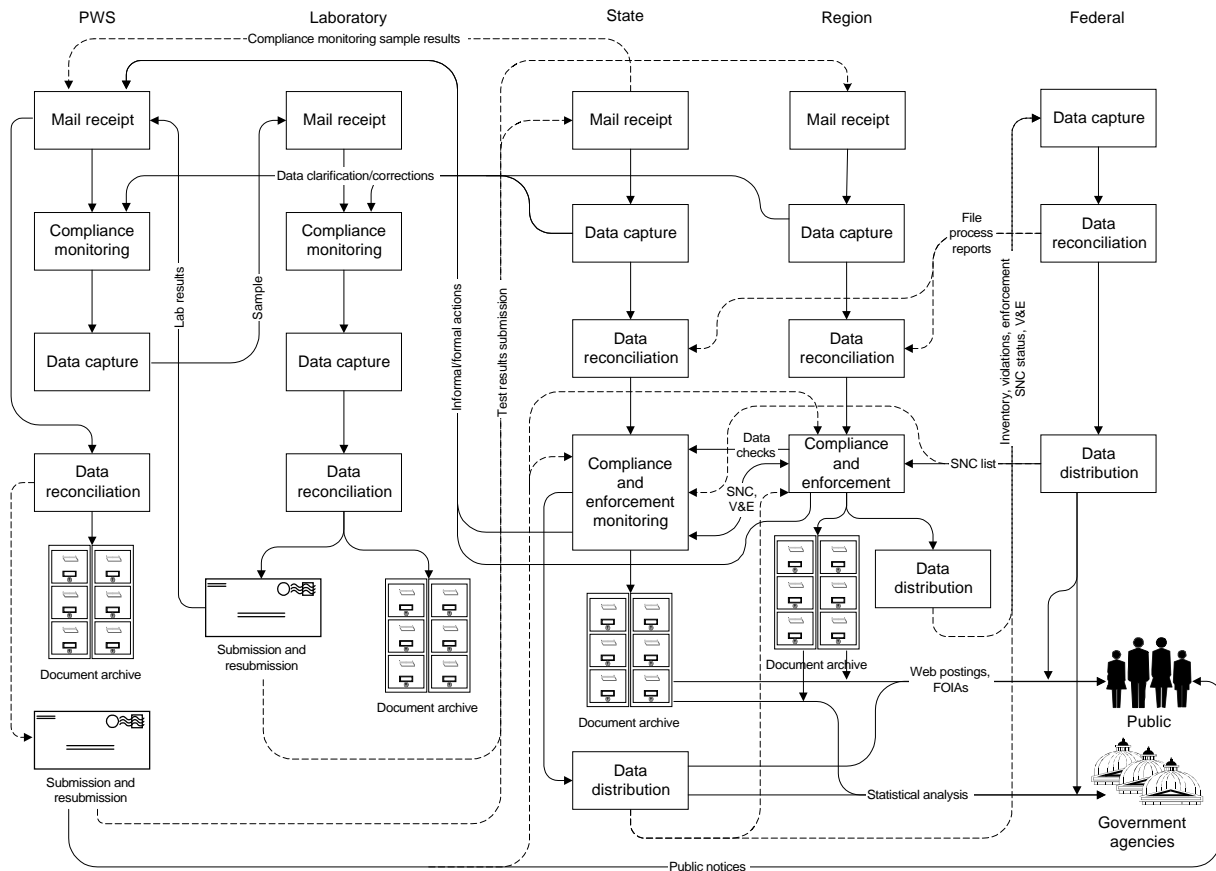 PWS
Laboratory
State
Region
Federal
Compliance monitoring sample results
Mail receipt
Mail receipt
Mail receipt
Mail receipt
Data capture
Data clarification/corrections
Compliance
monitoring
Compliance
monitoring
Data capture
Data capture
File
process
reports
Data
reconciliation
Lab results
Sample
Informal/formal actions
Test results submission
Inventory, violations, enforcement
SNC status, V&E
Data capture
Data capture
Data
reconciliation
Data
reconciliation
Data
reconciliation
Data
reconciliation
Compliance
and
enforcement
monitoring
Data
checks
SNC,
V&E
Compliance
and
enforcement
SNC list
Data
distribution
Data
distribution
Document archive
Submission and
resubmission
Document archive
Document archive
Document archive
Web postings,
FOIAs
Public
Submission and
resubmission
Data
distribution
Statistical analysis
Government
agencies
Public notices